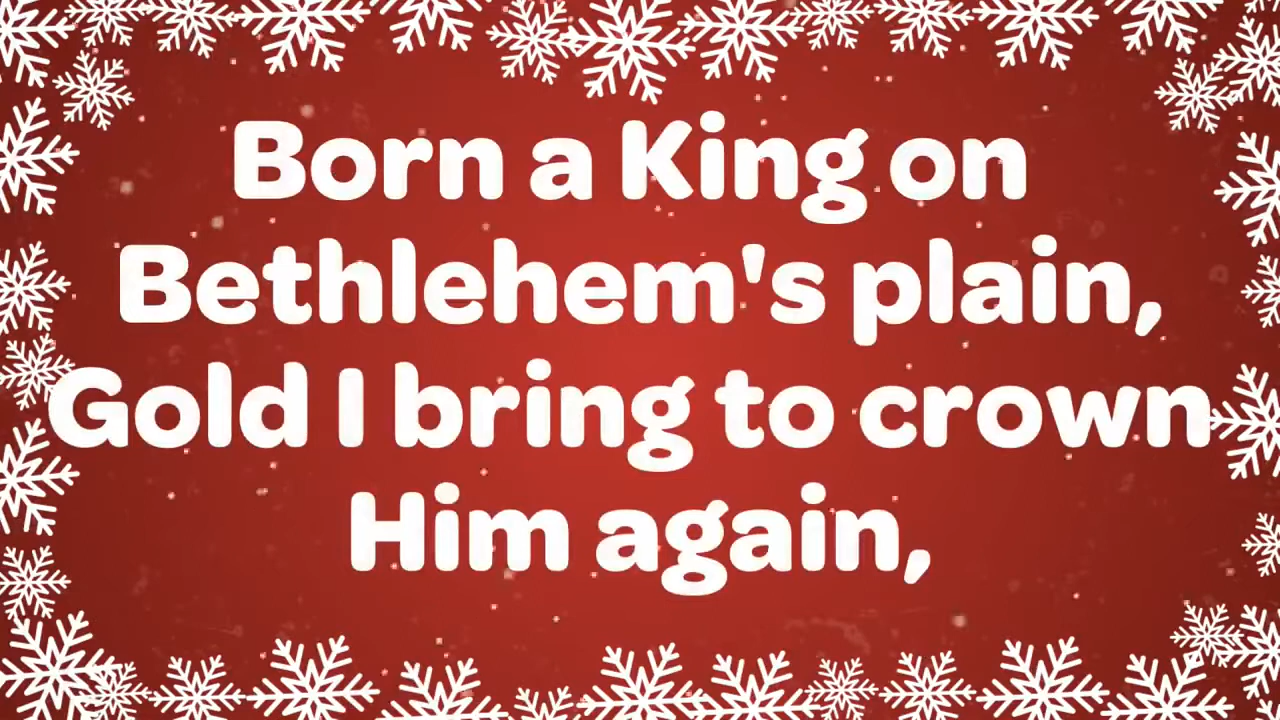 Born a King on
Bethlehem's plain,
Gold I bring to crown
Him again,